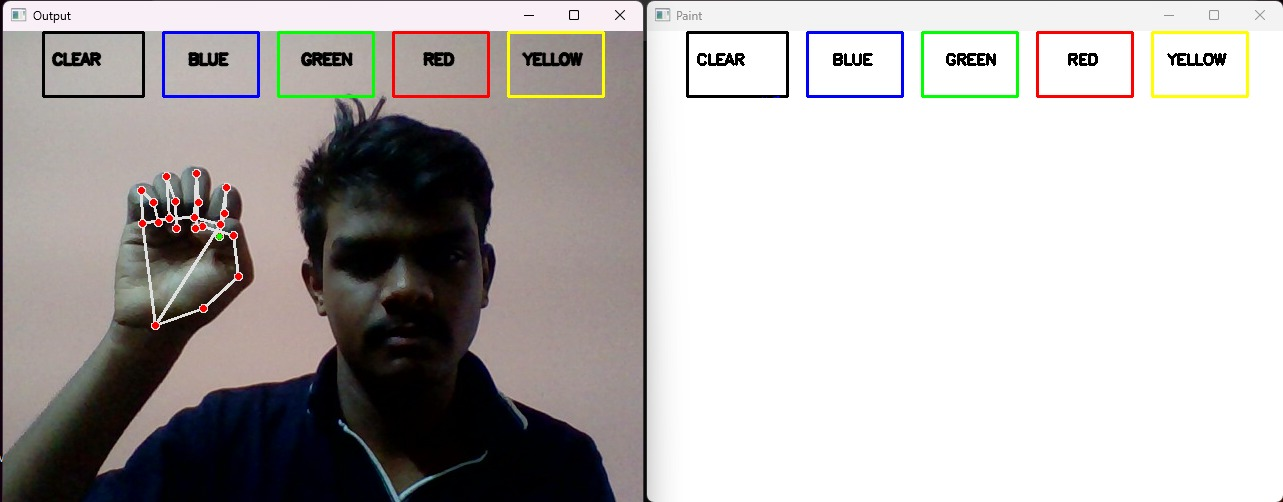 Output
CLEAR BLUE GREEN RED YELLOW
Paint
CLEAR BLUE GREEN RED YELLOW